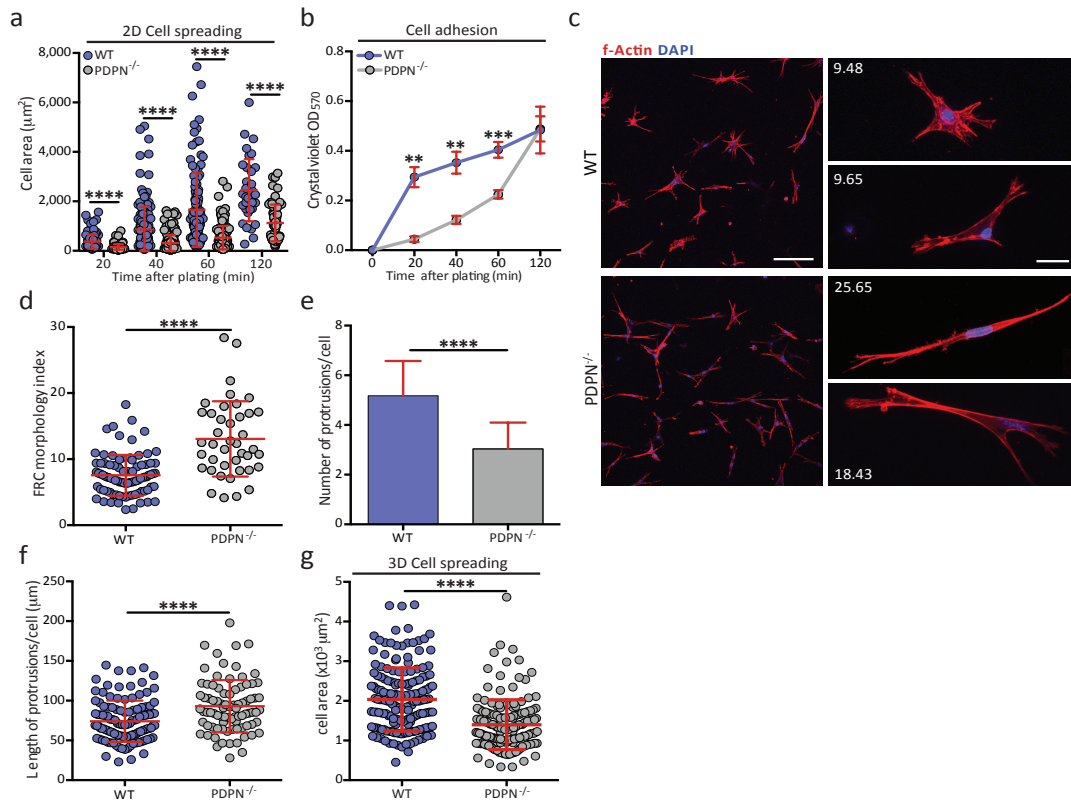 a
2D Cell spreading
WT
PDPN-/-
****
****
****
****
8,000
6,000
4,000
2,000
0
Cell area (μm²)
20 40 60 120
Time after plating (min)
b
Cell adhesion
WT
PDPN-/-
**
**
***
0.8
0.6
0.4
0.2
0.0
Crystal violet OD570
0 20 40 60 120
Time after plating (min)
c
f-Actin DAPI
WT
9.48
9.65
PDPN-/-
25.65
18.43
d
****
30
20
10
0
FRC morphology index
WT PDPN-/-
e
****
8
6
4
2
0
Number of protrusions/cell
WT PDPN-/-
f
****
250
200
150
100
50
0
Length of protrusions/cell (μm)
WT PDPN-/-
g
3D Cell spreading
****
5
4
3
2
1
0
cell area (x10³ μm²)
WT PDPN-/-